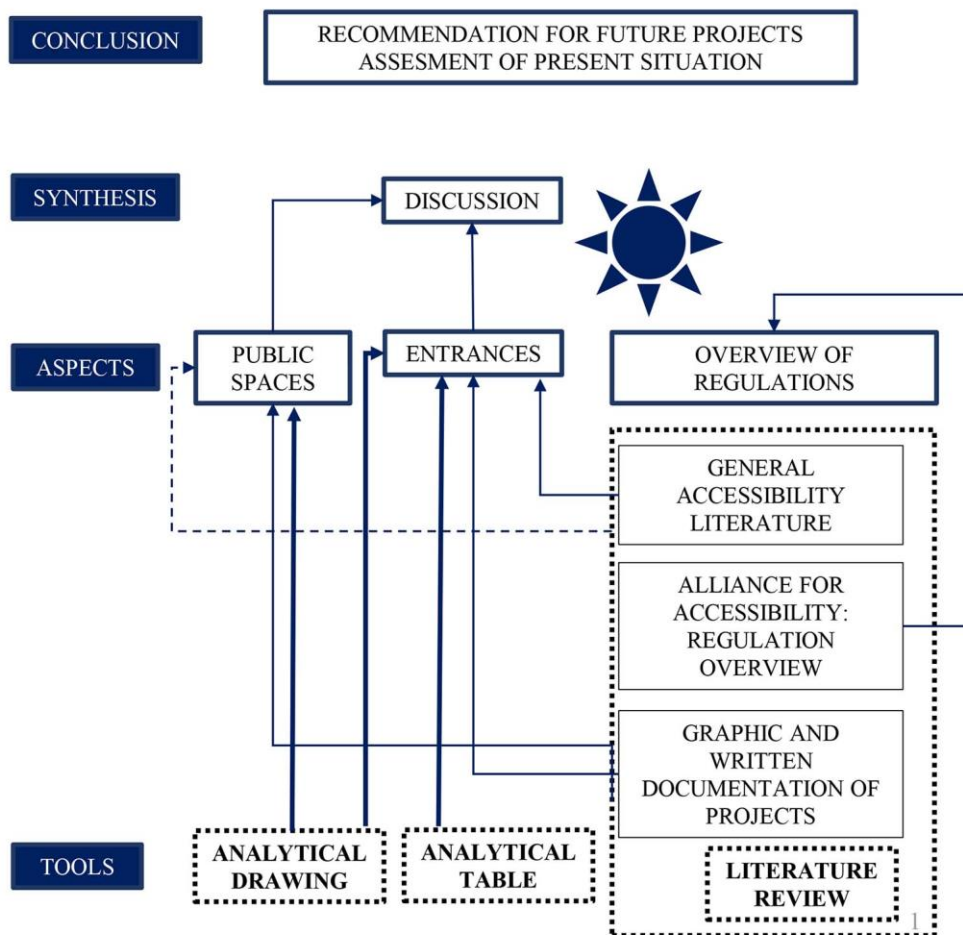 CONCLUSION
RECOMMENDATION FOR FUTURE PROJECTS
ASSESMENT OF PRESENT SITUATION
SYNTHESIS
DISCUSSION
ASPECTS
PUBLIC
SPACES
ENTRANCES
OVERVIEW OF
REGULATIONS
GENERAL
ACCESSIBILITY
LITERATURE
ALLIANCE FOR
ACCESSIBILITY:
REGULATION
OVERVIEW
GRAPHIC AND
WRITTEN
DOCUMENTATION OF
PROJECTS
TOOLS
ANALYTICAL
DRAWING
ANALYTICAL
TABLE
LITERATURE
REVIEW
1